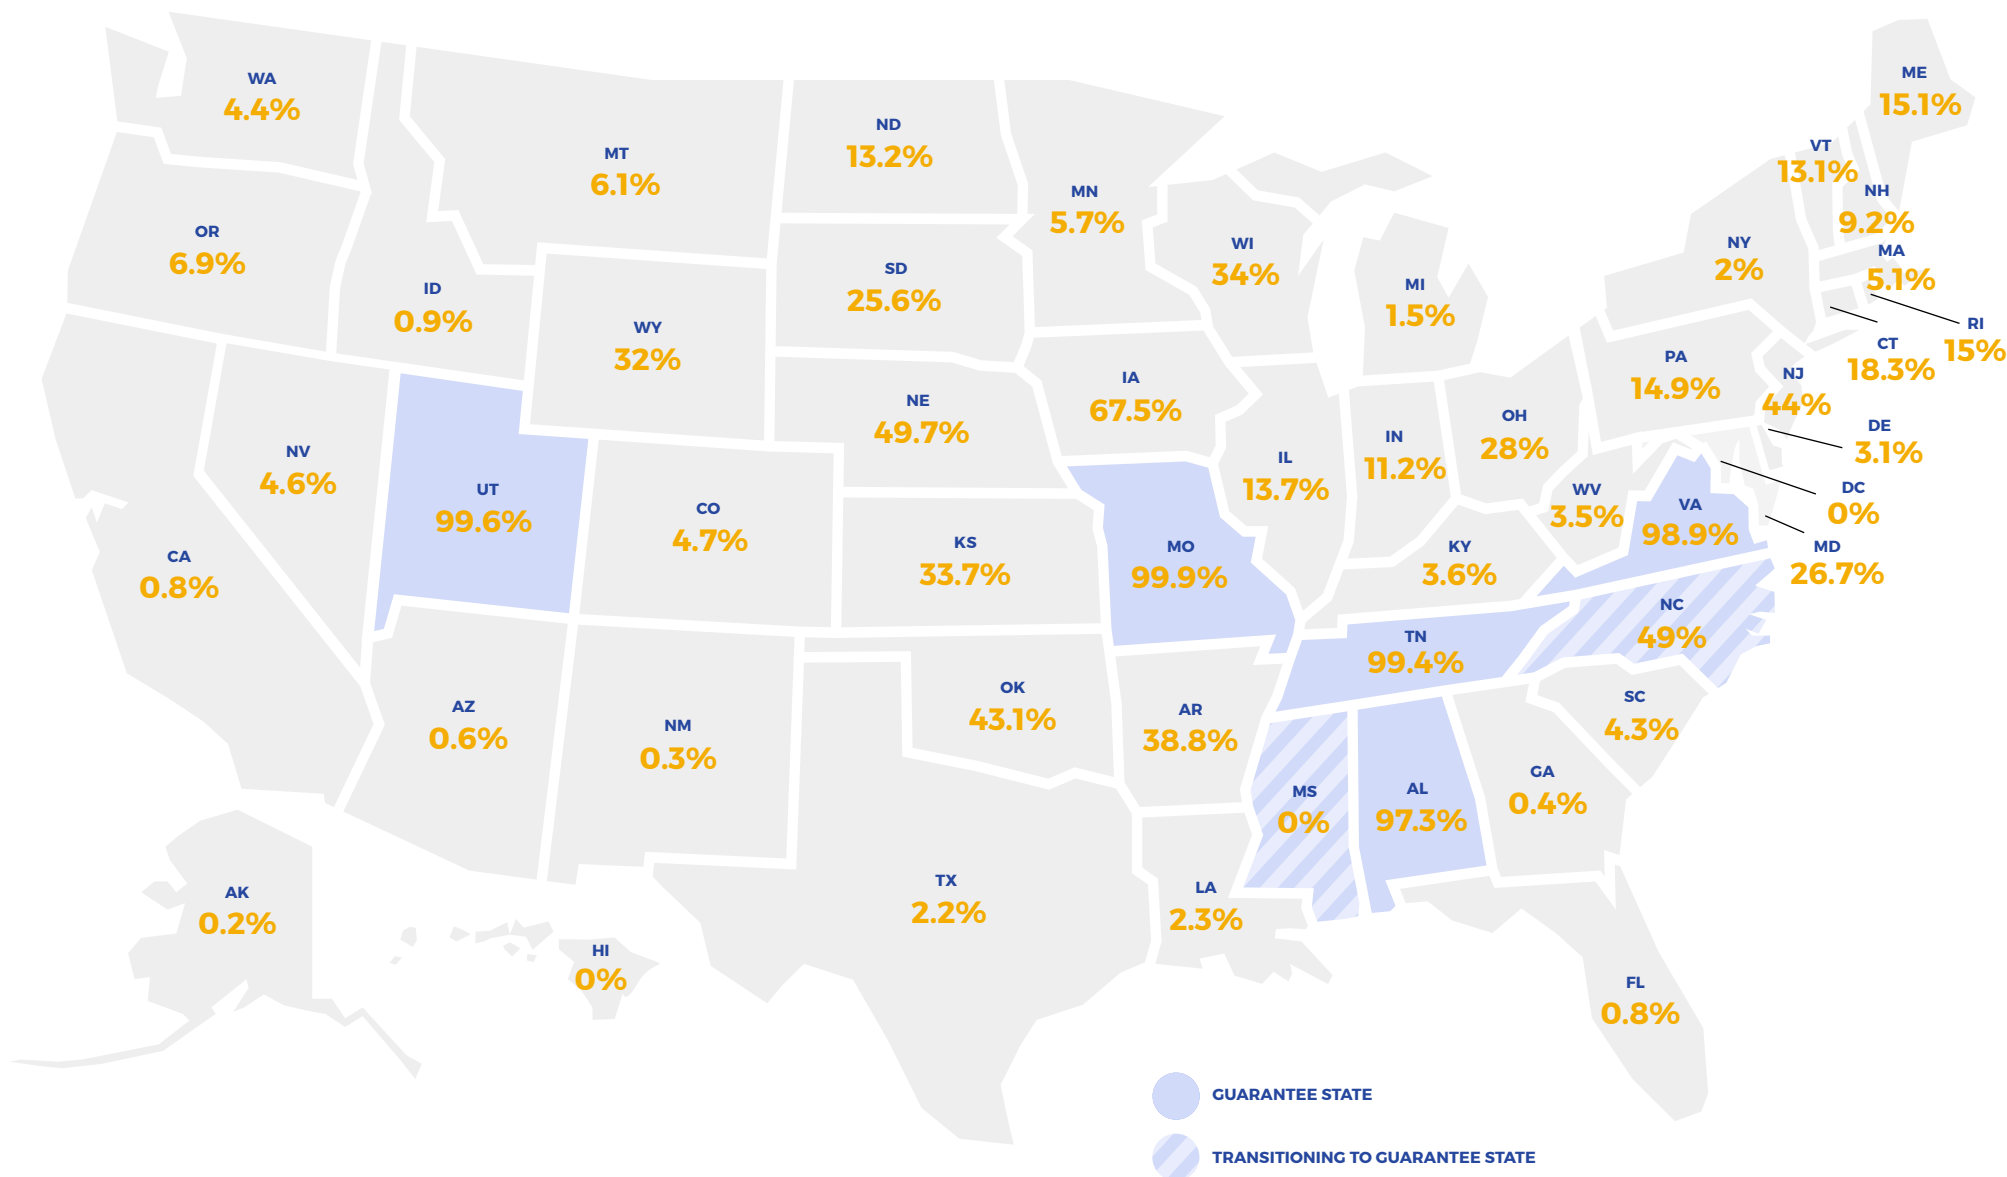 WA
4.4%
ME
15.1%
ND
13.2%
MT
6.1%
VT
13.1%
MN
5.7%
NH
9.2%
OR
6.9%
WI
34%
NY
2%
MA
5.1%
SD
25.6%
ID
0.9%
MI
1.5%
WY
32%
RI
15%
CT
18.3%
PA
14.9%
NJ
44%
IA
67.5%
NE
49.7%
OH
28%
DE
3.1%
IN
11.2%
NV
4.6%
IL
13.7%
UT
99.6%
DC
0%
WV
3.5%
VA
98.9%
CO
4.7%
KS
33.7%
MO
99.9%
KY
3.6%
MD
26.7%
CA
0.8%
NC
49%
TN
99.4%
OK
43.1%
SC
4.3%
AZ
0.6%
AR
38.8%
NM
0.3%
GA
0.4%
MS
0%
AL
97.3%
TX
2.2%
LA
2.3%
AK
0.2%
HI
0%
FL
0.8%
GUARANTEE STATE
TRANSITIONING TO GUARANTEE STATE